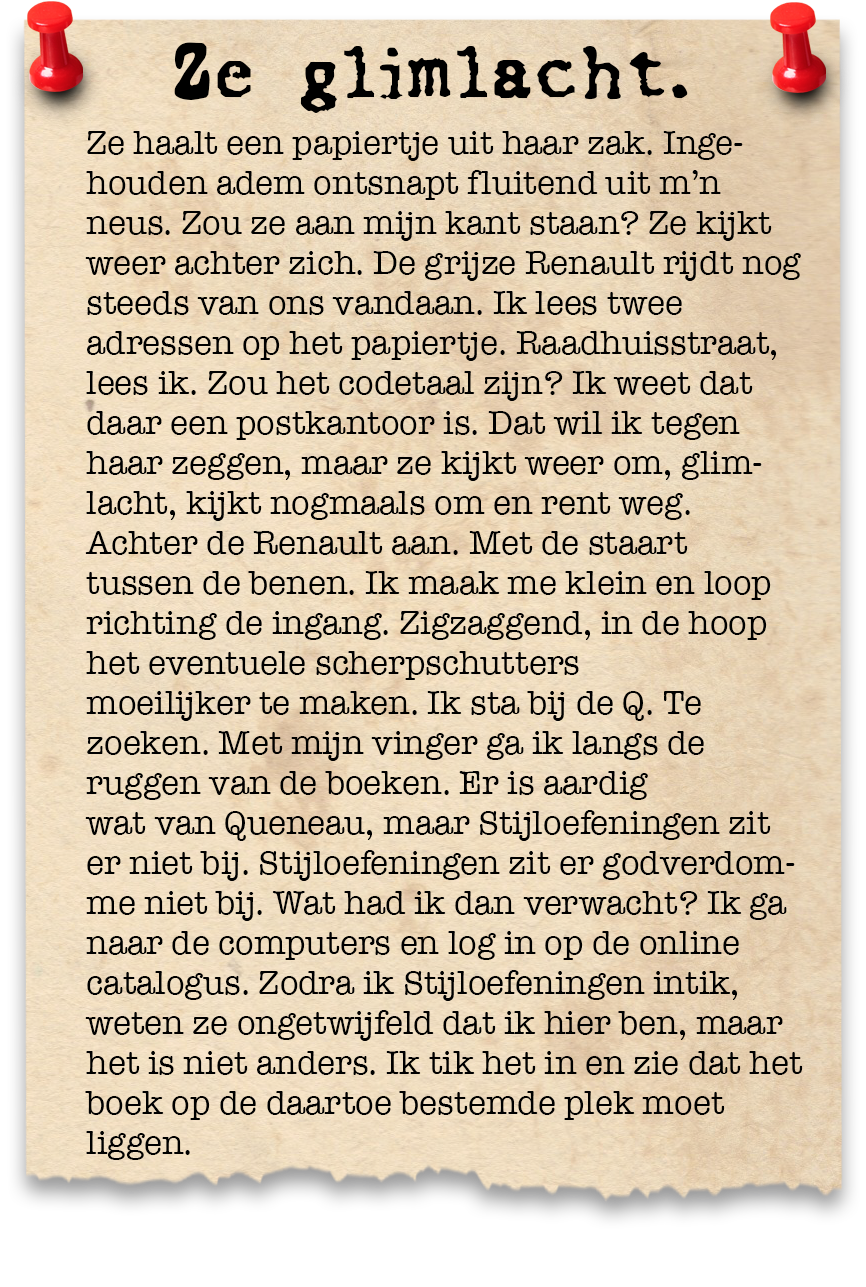 Ze glimlacht.
Ze haalt een papiertje uit haar zak. Inge-
houden adem ontsnapt fluitend uit m’n
neus. Zou ze aan mijn kant staan? Ze kijkt
weer achter zich. De grijze Renault rijdt nog
steeds van ons vandaan. Ik lees twee
adressen op het papiertje. Raadhuisstraat,
lees ik. Zou het codetaal zijn? Ik weet dat
daar een postkantoor is. Dat wil ik tegen
haar zeggen, maar ze kijkt weer om, glim-
lacht, kijkt nogmaals om en rent weg.
Achter de Renault aan. Met de staart
tussen de benen. Ik maak me klein en loop
richting de ingang. Zigzaggend, in de hoop
het eventuele scherpschutters
moeilijker te maken. Ik sta bij de Q. Te
zoeken. Met mijn vinger ga ik langs de
ruggen van de boeken. Er is aardig
wat van Queneau, maar Stijloefeningen zit
er niet bij. Stijloefeningen zit er godverdom-
me niet bij. Wat had ik dan verwacht? Ik ga
naar de computers en log in op de online
catalogus. Zodra ik Stijloefeningen intik,
weten ze ongetwijfeld dat ik hier ben, maar
het is niet anders. Ik tik het in en zie dat het
boek op de daartoe bestemde plek moet
liggen.